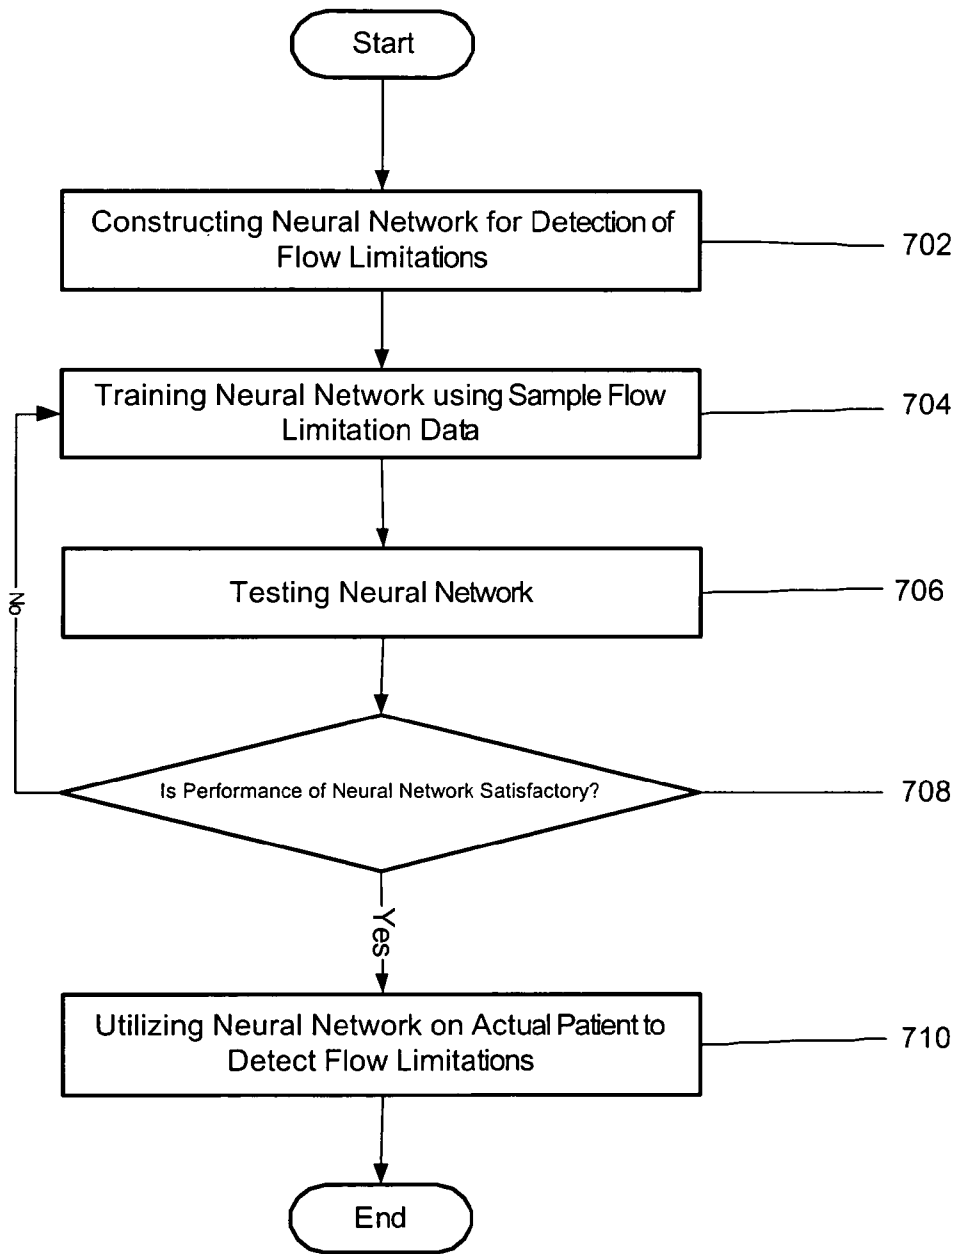 Start
Constructing Neural Network for Detection of
Flow Limitations
702
Training Neural Network using Sample Flow
Limitation Data
704
Testing Neural Network
706
No
Is Performance of Neural Network Satisfactory?
708
Yes
Utilizing Neural Network on Actual Patient to
Detect Flow Limitations
710
End